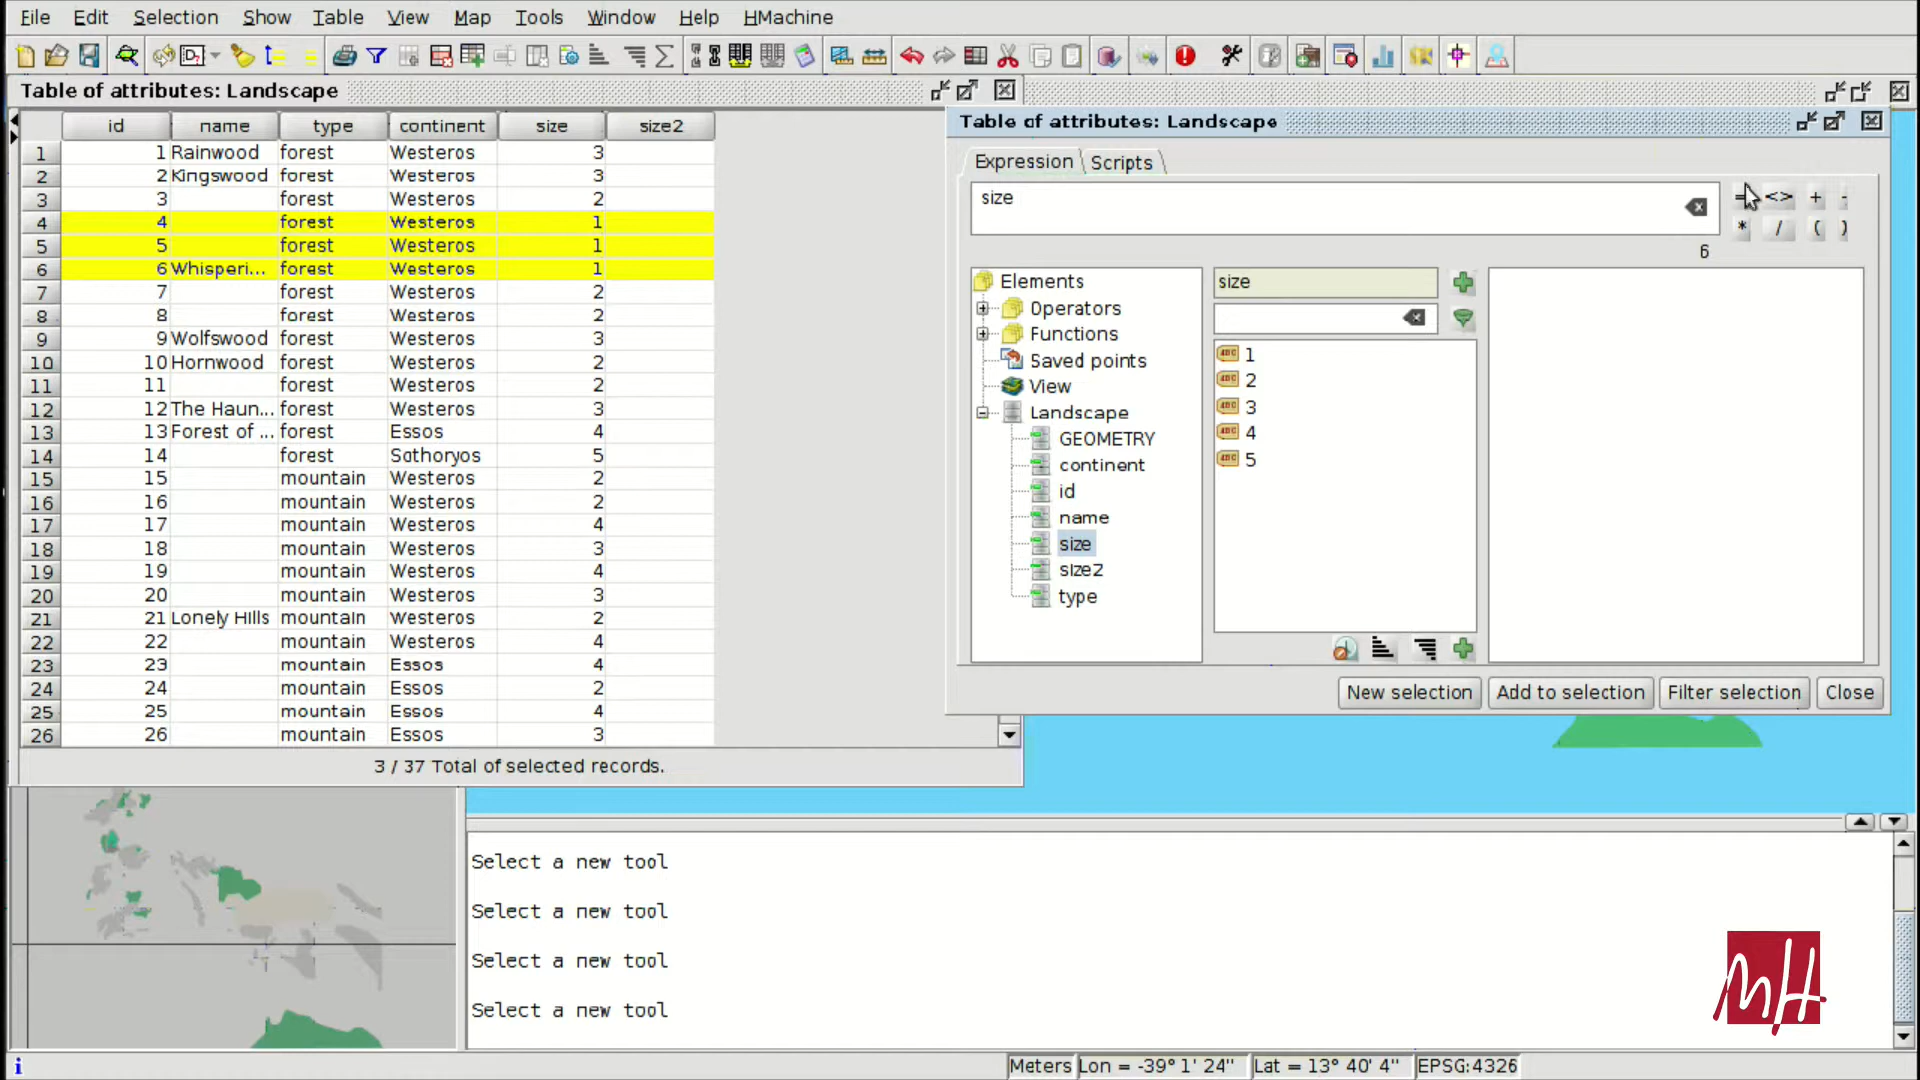 File Edit Selection Show Table View Map Tools Window Help HMachine
Table of attributes: Landscape
id name type continent size size2
1 1 Rainwood forest Westeros 3
2 2 Kingswood forest Westeros 3
3 3 forest Westeros 2
4 4 forest Westeros 1
5 5 forest Westeros 1
6 6 Whisperi... forest Westeros 1
7 7 forest Westeros 2
8 8 forest Westeros 2
9 9 Wolfswood forest Westeros 3
10 10 Hornwood forest Westeros 2
11 11 forest Westeros 2
12 12 The Haun... forest Westeros 3
13 13 Forest of ... forest Essos 4
14 14 forest Sothoryos 5
15 15 mountain Westeros 2
16 16 mountain Westeros 2
17 17 mountain Westeros 4
18 18 mountain Westeros 3
19 19 mountain Westeros 4
20 20 mountain Westeros 3
21 21 Lonely Hills mountain Westeros 2
22 22 mountain Westeros 4
23 23 mountain Essos 4
24 24 mountain Essos 2
25 25 mountain Essos 4
26 26 mountain Essos 3
3 / 37 Total of selected records.
Table of attributes: Landscape
Expression Scripts
size
= <> + -
* / ( )
6
Elements
Operators
Functions
Saved points
View
Landscape
GEOMETRY
continent
id
name
size
size2
type
size
ABC 1
ABC 2
ABC 3
ABC 4
ABC 5
New selection Add to selection Filter selection Close
Select a new tool
Select a new tool
Select a new tool
Select a new tool
MH
Meters Lon = -39° 1' 24" Lat = 13° 40' 4" EPSG:4326